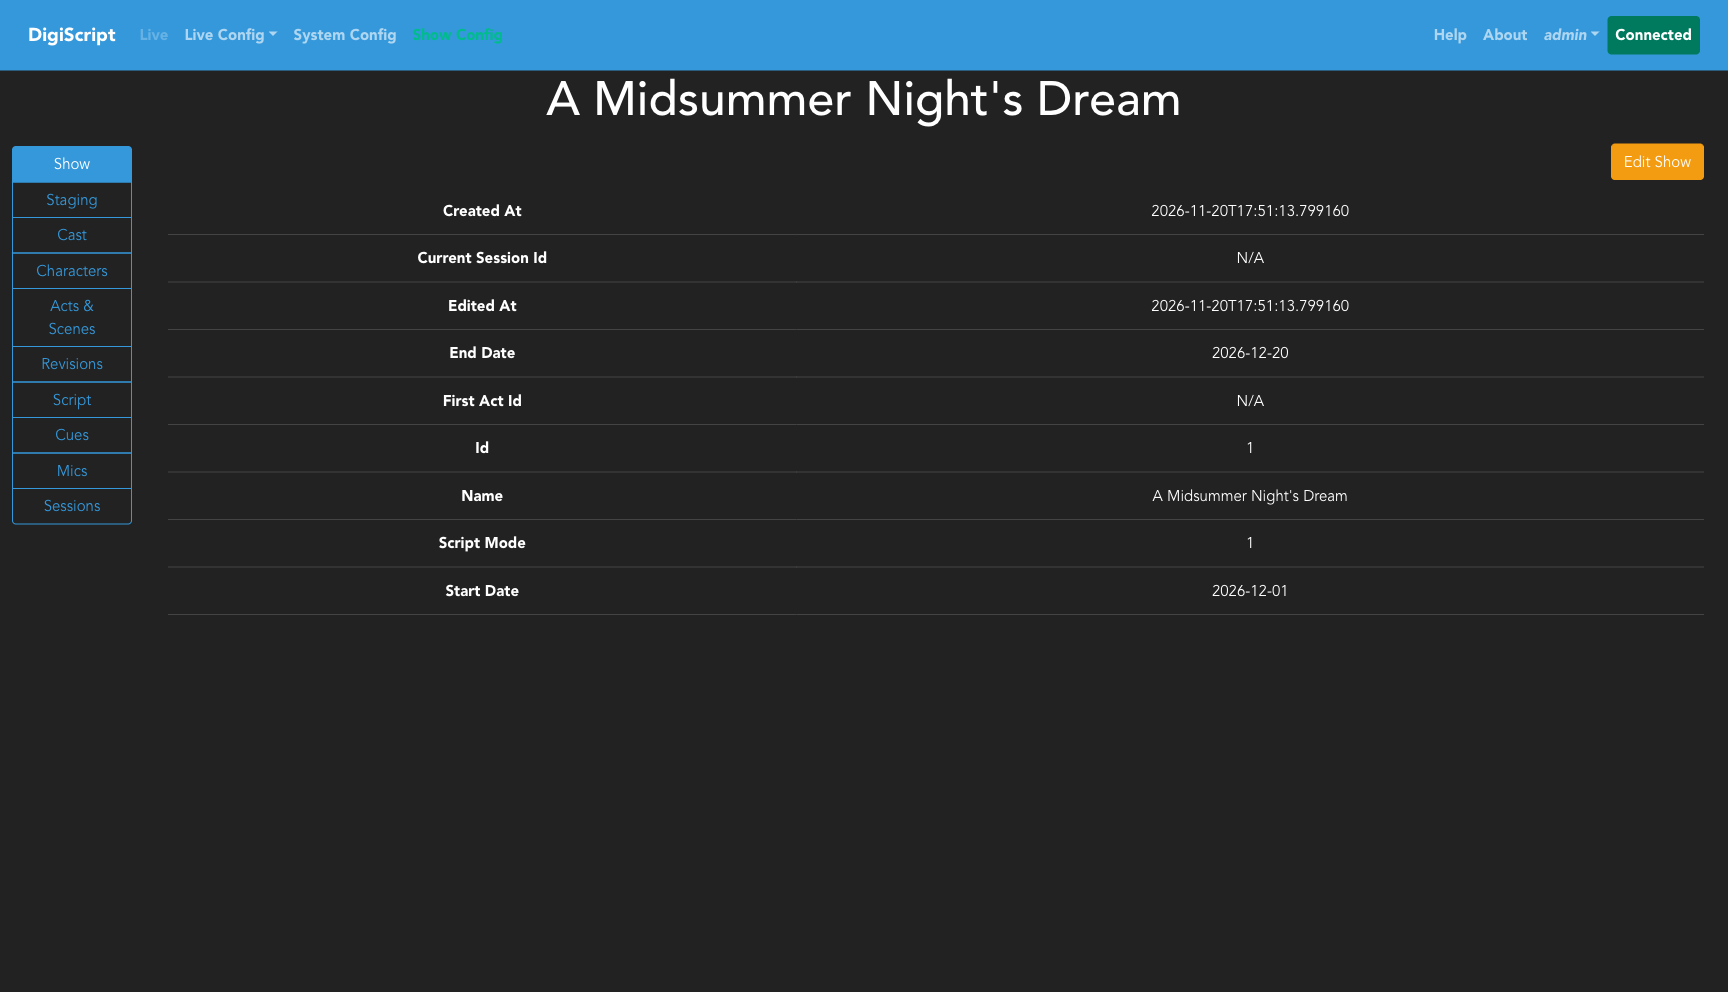 DigiScript Live Live Config System Config Show Config Help About admin Connected
A Midsummer Night's Dream
Show
Staging
Cast
Characters
Acts &
Scenes
Revisions
Script
Cues
Mics
Sessions
Edit Show
Created At 2026-11-20T17:51:13.799160
Current Session Id N/A
Edited At 2026-11-20T17:51:13.799160
End Date 2026-12-20
First Act Id N/A
Id 1
Name A Midsummer Night's Dream
Script Mode 1
Start Date 2026-12-01